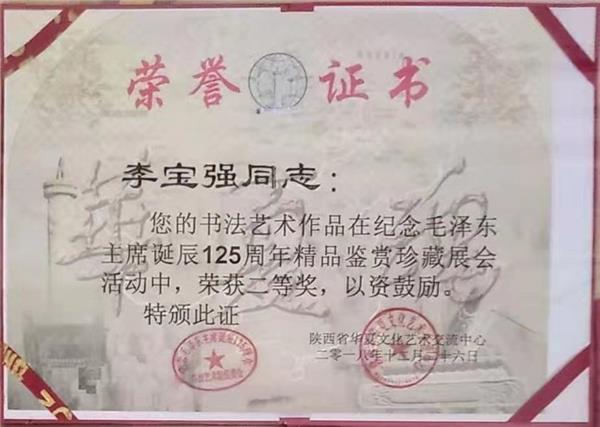 荣誉证书
李宝强同志：
您的书法艺术作品在纪念毛泽东
主席诞辰125周年精品鉴赏珍藏展会
活动中，荣获二等奖，以资鼓励。
特颁此证
陕西省华夏文化艺术交流中心
二零一八年十二月二十六日